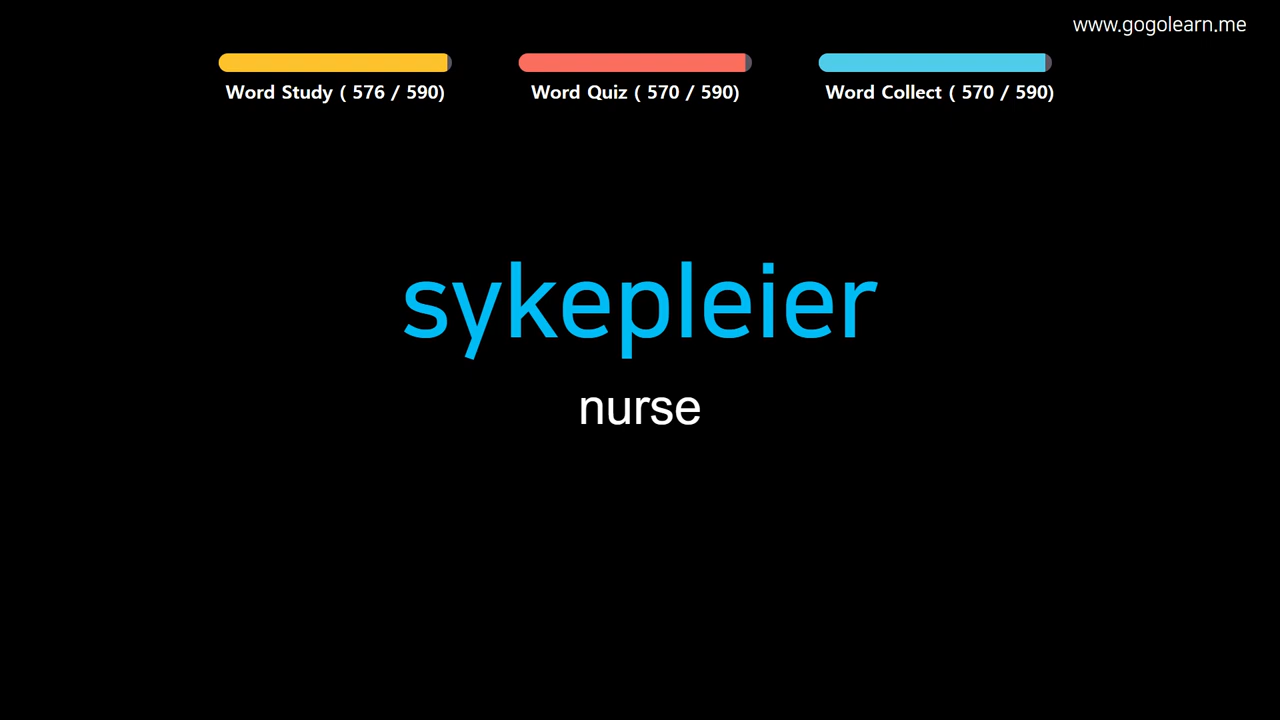 www.gogolearn.me
Word Study ( 576 / 590)
Word Quiz ( 570 / 590)
Word Collect ( 570 / 590)
sykepleier
nurse